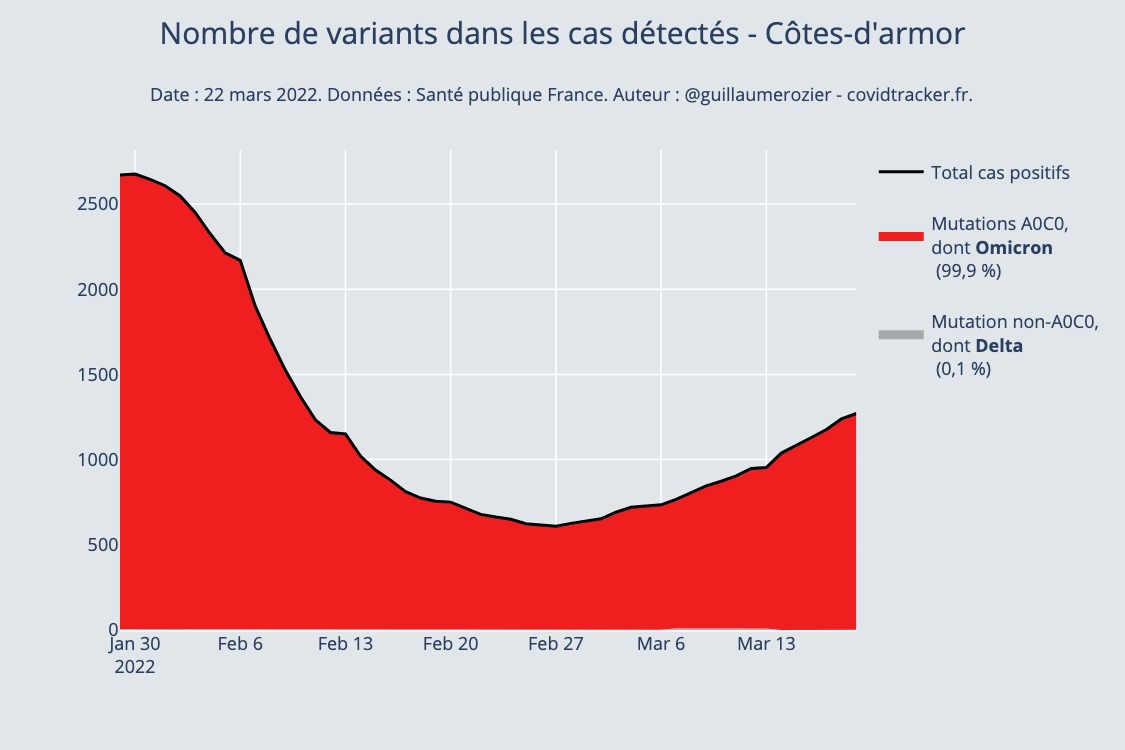 Nombre de variants dans les cas détectés - Côtes-d'armor
Date : 22 mars 2022. Données : Santé publique France. Auteur : @guillaumerozier - covidtracker.fr.
Total cas positifs
Mutations A0C0,
dont Omicron
(99,9 %)
Mutation non-A0C0,
dont Delta
(0,1 %)
2500
2000
1500
1000
500
0
Jan 30
2022
Feb 6
Feb 13
Feb 20
Feb 27
Mar 6
Mar 13